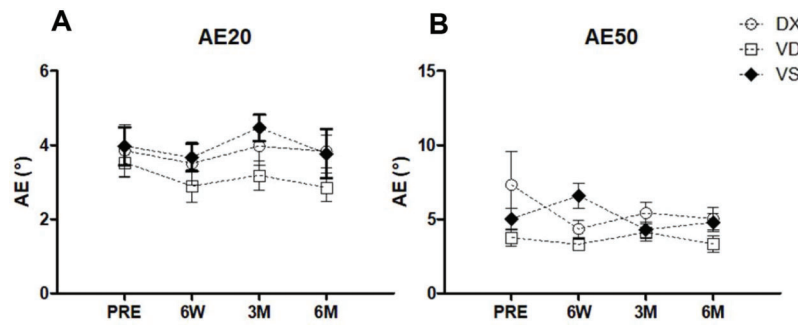 A
AE20
AE (°)
6
4
2
0
PRE 6W 3M 6M
B
AE50
AE (°)
15
10
5
0
PRE 6W 3M 6M
DX
VD
VS